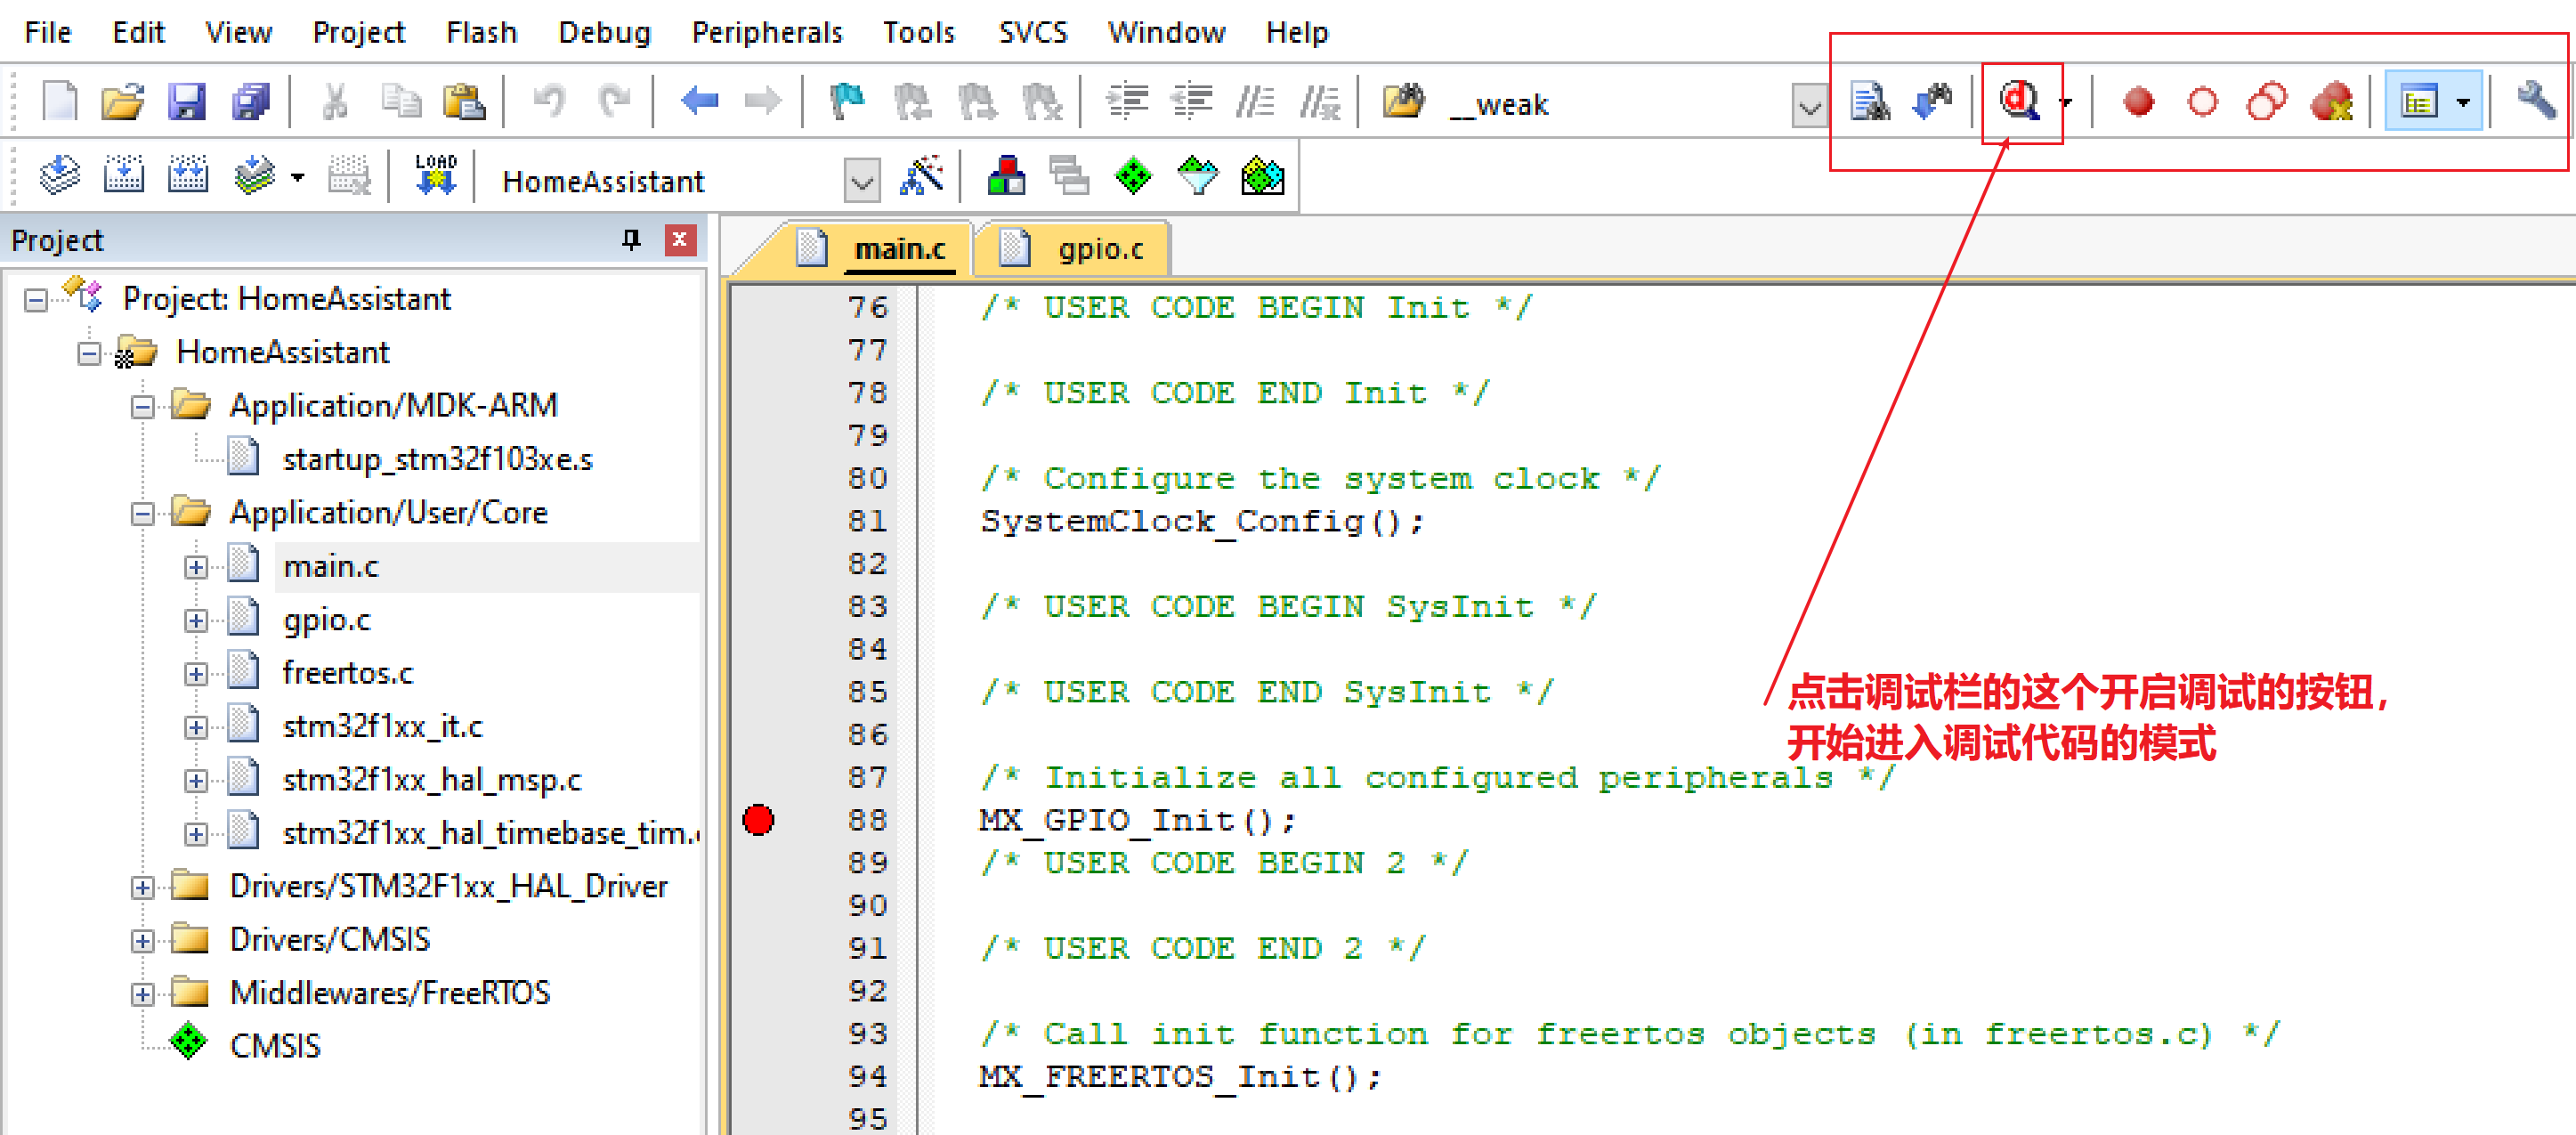 File Edit View Project Flash Debug Peripherals Tools SVCS Window Help
__weak
LOAD
HomeAssistant
Project
Project: HomeAssistant
HomeAssistant
Application/MDK-ARM
startup_stm32f103xe.s
Application/User/Core
main.c
gpio.c
freertos.c
stm32f1xx_it.c
stm32f1xx_hal_msp.c
stm32f1xx_hal_timebase_tim.c
Drivers/STM32F1xx_HAL_Driver
Drivers/CMSIS
Middlewares/FreeRTOS
CMSIS
main.c gpio.c
76 /* USER CODE BEGIN Init */
77
78 /* USER CODE END Init */
79
80 /* Configure the system clock */
81 SystemClock_Config();
82
83 /* USER CODE BEGIN SysInit */
84
85 /* USER CODE END SysInit */
86
87 /* Initialize all configured peripherals */
88 MX_GPIO_Init();
89 /* USER CODE BEGIN 2 */
90
91 /* USER CODE END 2 */
92
93 /* Call init function for freertos objects (in freertos.c) */
94 MX_FREERTOS_Init();
95
点击调试栏的这个开启调试的按钮，
开始进入调试代码的模式